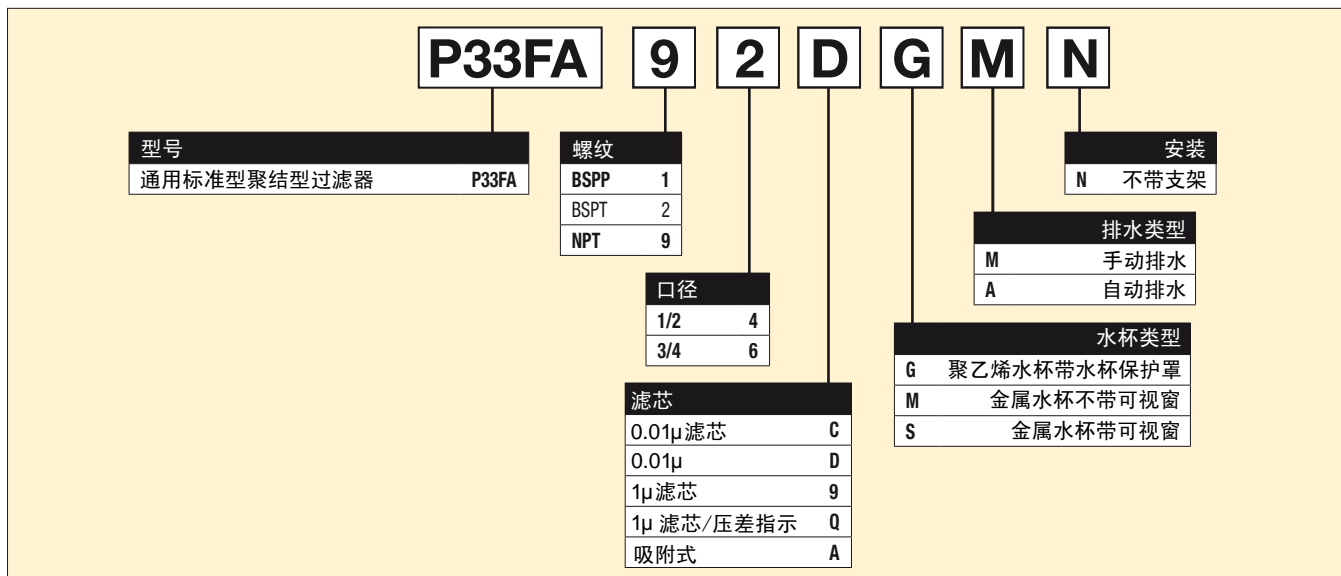 P33FA 9 2 D G M N
型号
通用标准型聚结型过滤器 P33FA
螺纹
BSPP 1
BSPT 2
NPT 9
口径
1/2 4
3/4 6
滤芯
0.01μ滤芯 C
0.01μ D
1μ滤芯 9
1μ 滤芯/压差指示 Q
吸附式 A
安装
N 不带支架
排水类型
M 手动排水
A 自动排水
水杯类型
G 聚乙烯水杯带水杯保护罩
M 金属水杯不带可视窗
S 金属水杯带可视窗